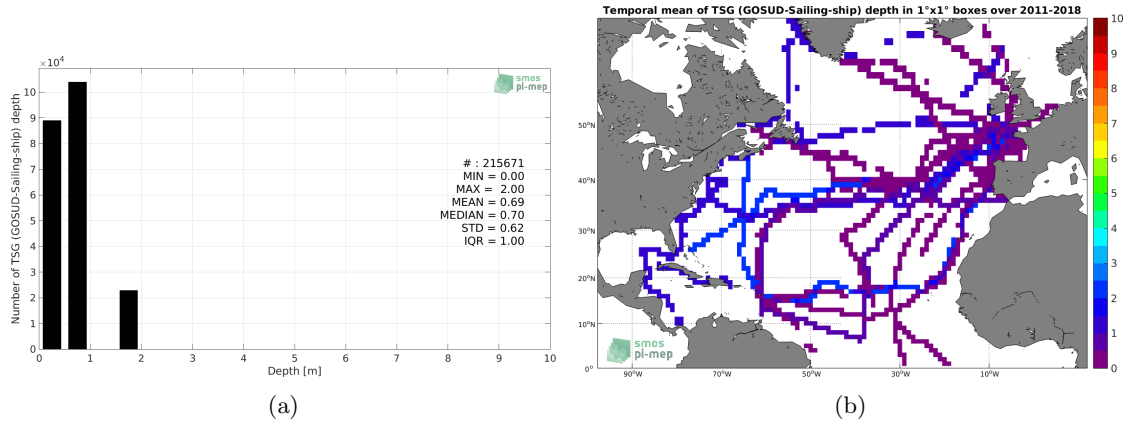 ×10⁴
10
9
8
7
6
5
4
3
2
1
0
Number of TSG (GOSUD-Sailing-ship) depth
smos
pi-mep
# : 215671
MIN = 0.00
MAX = 2.00
MEAN = 0.69
MEDIAN = 0.70
STD = 0.62
IQR = 1.00
0 1 2 3 4 5 6 7 8 9 10
Depth [m]
(a)
Temporal mean of TSG (GOSUD-Sailing-ship) depth in 1°x1° boxes over 2011-2018
50°N
40°N
30°N
20°N
10°N
0°
90°W 70°W 50°W 30°W 10°W
smos
pi-mep
10
9
8
7
6
5
4
3
2
1
0
(b)